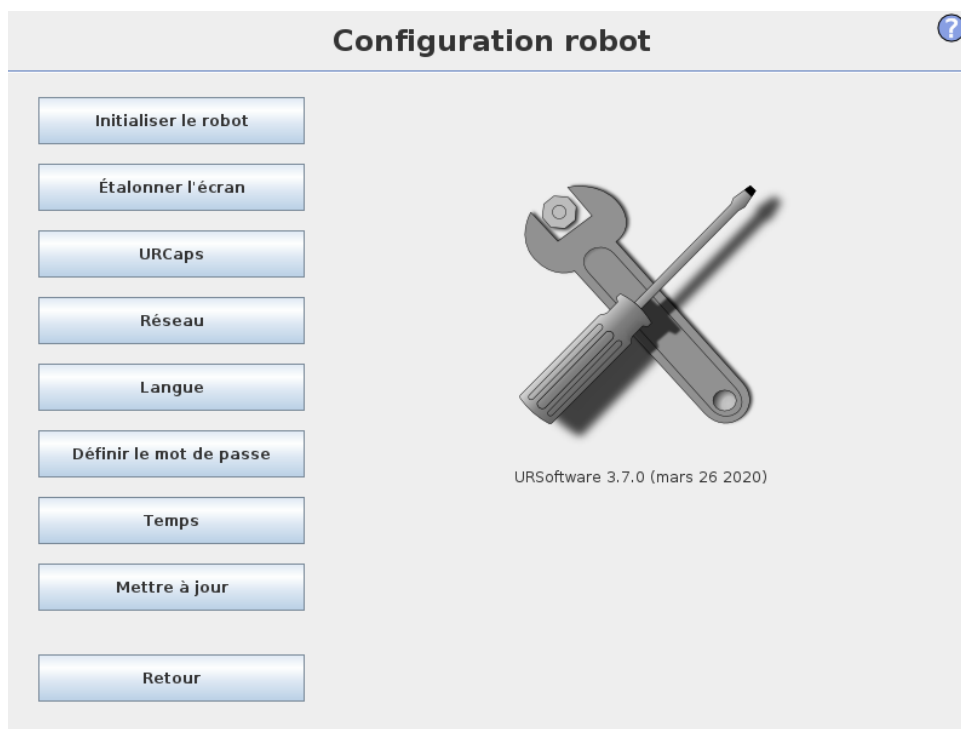 Configuration robot
?
Initialiser le robot
Étalonner l'écran
URCaps
Réseau
Langue
Définir le mot de passe
URSoftware 3.7.0 (mars 26 2020)
Temps
Mettre à jour
Retour